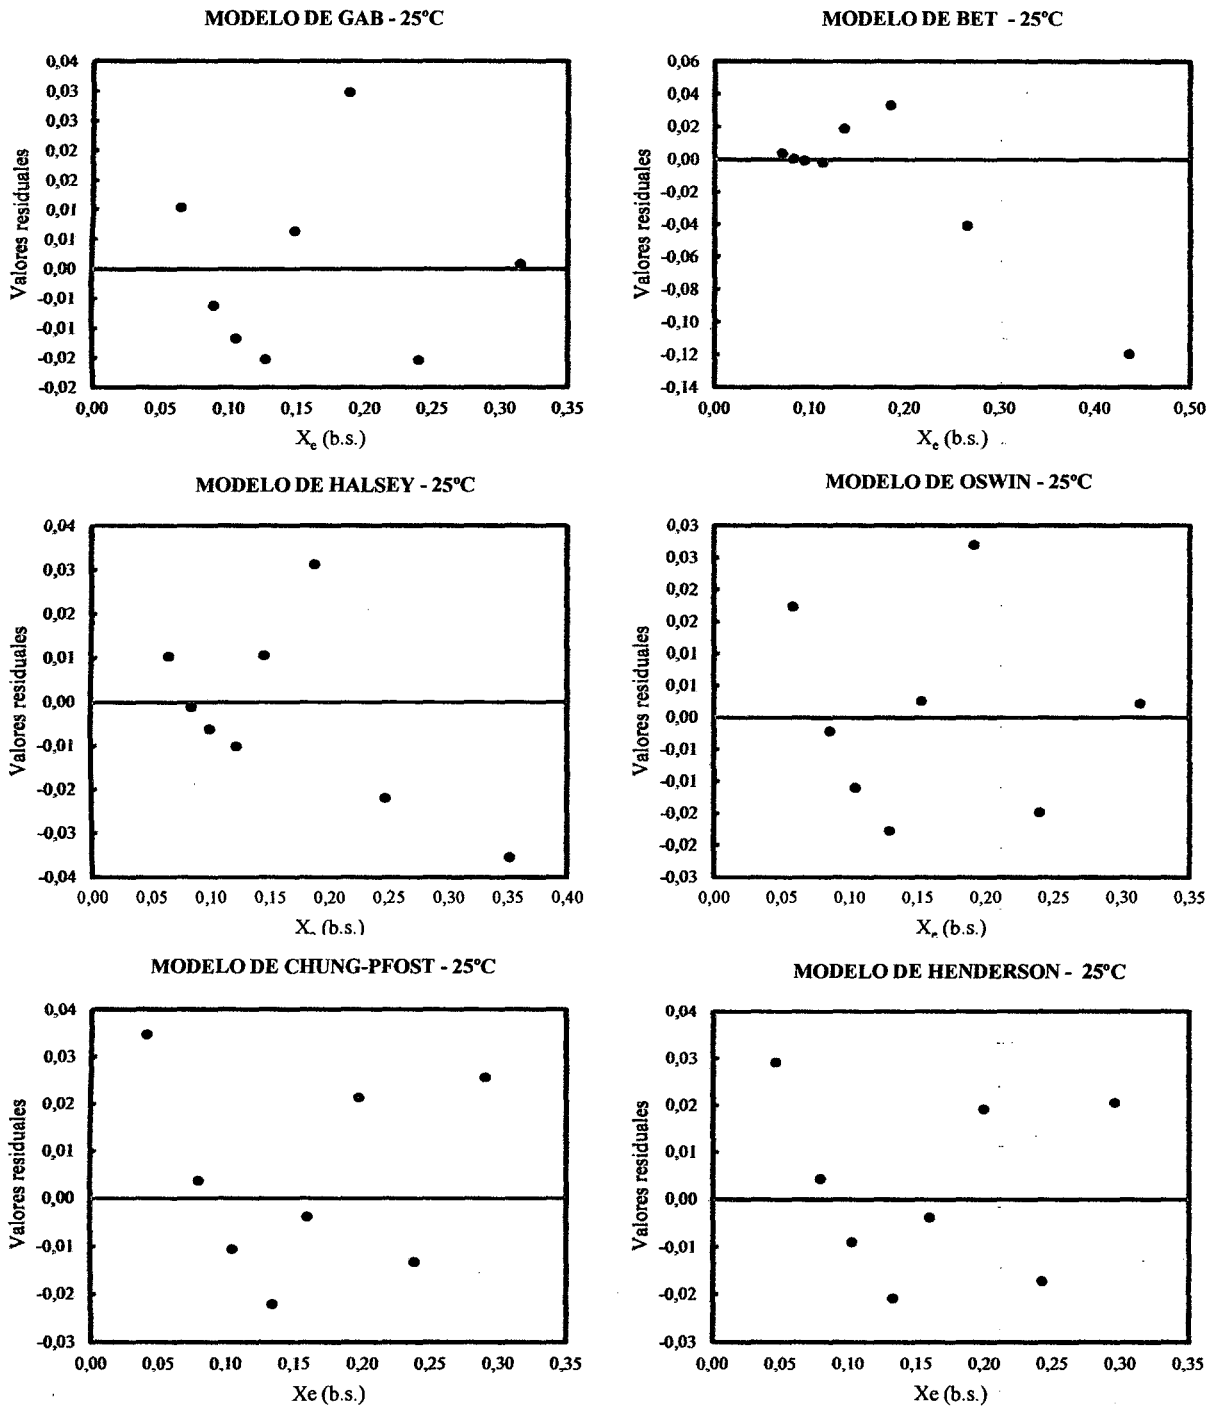 MODELO DE GAB - 25ºC
0,04
0,03
0,03
0,02
0,02
0,01
0,01
0,00
-0,01
-0,01
-0,02
-0,02
Valores residuales
0,00 0,05 0,10 0,15 0,20 0,25 0,30 0,35
Xe (b.s.)
MODELO DE BET - 25ºC
0,06
0,04
0,02
0,00
-0,02
-0,04
-0,06
-0,08
-0,10
-0,12
-0,14
Valores residuales
0,00 0,10 0,20 0,30 0,40 0,50
Xe (b.s.)
MODELO DE HALSEY - 25ºC
0,04
0,03
0,02
0,01
0,00
-0,01
-0,02
-0,03
-0,04
Valores residuales
0,00 0,05 0,10 0,15 0,20 0,25 0,30 0,35 0,40
Xe (b.s.)
MODELO DE OSWIN - 25ºC
0,03
0,03
0,02
0,02
0,01
0,01
0,00
-0,01
-0,01
-0,02
-0,02
-0,03
Valores residuales
0,00 0,05 0,10 0,15 0,20 0,25 0,30 0,35
Xe (b.s.)
MODELO DE CHUNG-PFOST - 25ºC
0,04
0,03
0,02
0,01
0,00
-0,01
-0,02
-0,03
Valores residuales
0,00 0,05 0,10 0,15 0,20 0,25 0,30 0,35
Xe (b.s.)
MODELO DE HENDERSON - 25ºC
0,04
0,03
0,02
0,01
0,00
-0,01
-0,02
-0,03
Valores residuales
0,00 0,05 0,10 0,15 0,20 0,25 0,30 0,35
Xe (b.s.)